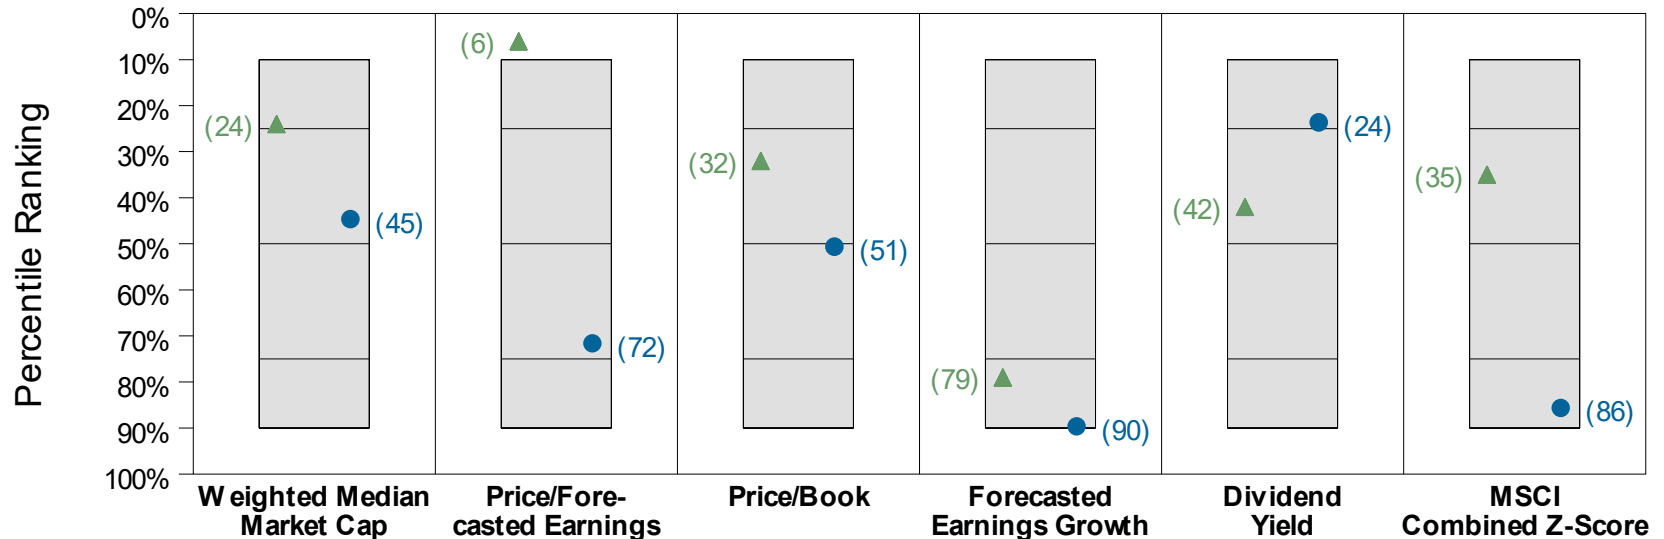 Percentile Ranking
0%
10%
20%
30%
40%
50%
60%
70%
80%
90%
100%
(24)
(45)
(6)
(72)
(32)
(51)
(79)
(90)
(42)
(24)
(35)
(86)
Weighted Median
Market Cap
Price/Fore-
casted Earnings
Price/Book
Forecasted
Earnings Growth
Dividend
Yield
MSCI
Combined Z-Score